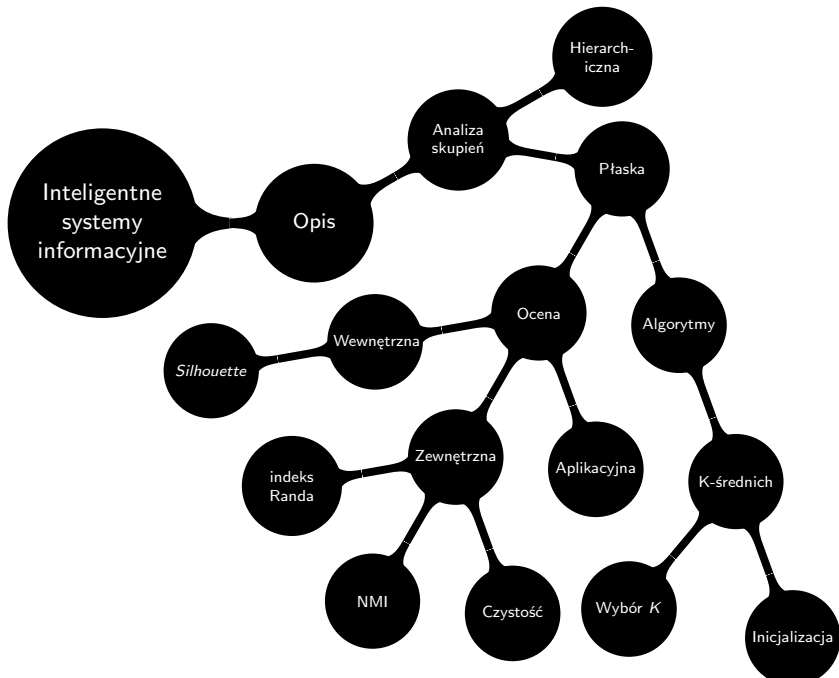 Hierarch-
iczna
Analiza
skupień
Płaska
Inteligentne
systemy
informacyjne
Opis
Ocena
Algorytmy
Wewnętrzna
Silhouette
Zewnętrzna
Aplikacyjna
indeks
Randa
K-średnich
NMI
Czystość
Wybór K
Inicjalizacja